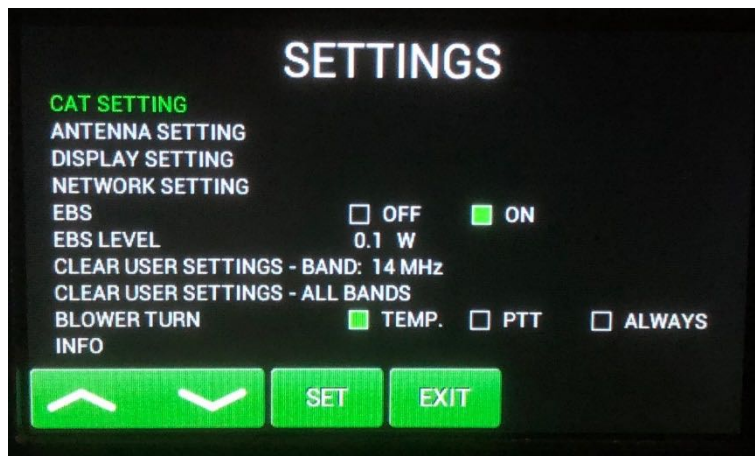 SETTINGS
CAT SETTING
ANTENNA SETTING
DISPLAY SETTING
NETWORK SETTING
EBS OFF ON
EBS LEVEL 0.1 W
CLEAR USER SETTINGS - BAND: 14 MHz
CLEAR USER SETTINGS - ALL BANDS
BLOWER TURN TEMP. PTT ALWAYS
INFO
SET EXIT